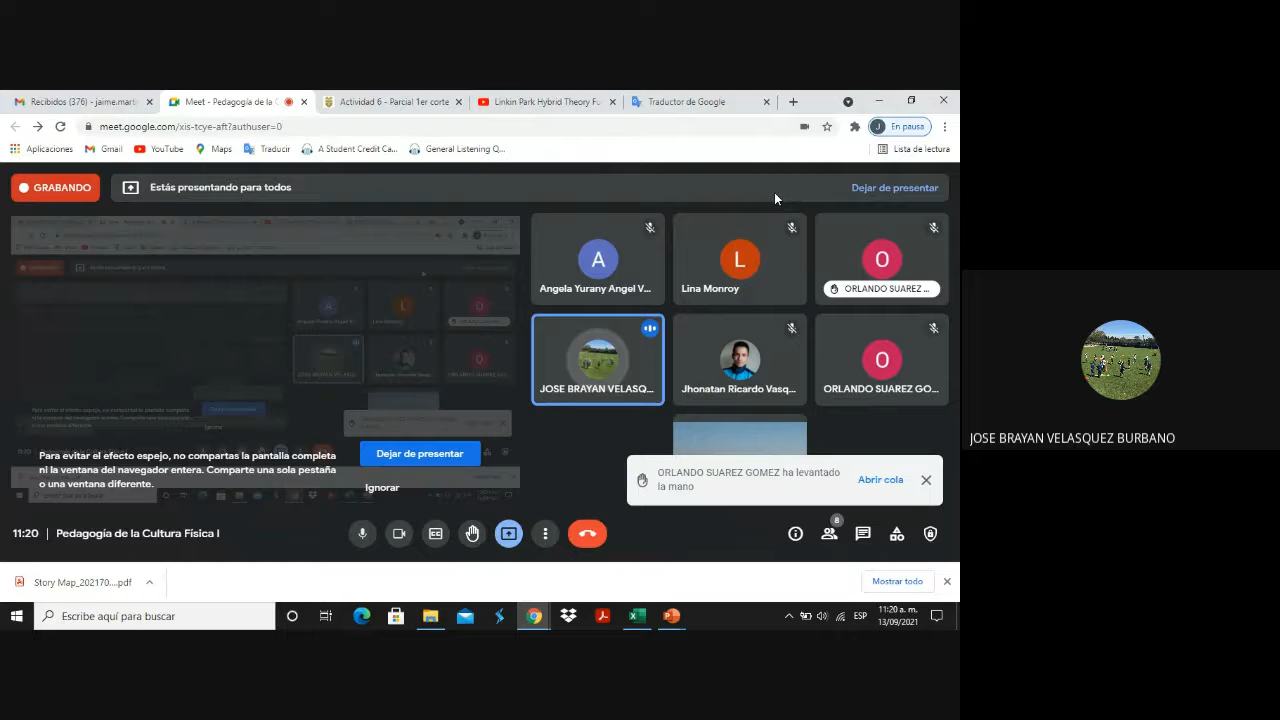 Recibidos (376) - jaime.mart
Meet - Pedagogía de la C
Actividad 6 - Parcial 1er corte
Linkin Park Hybrid Theory Fu
Traductor de Google
meet.google.com/xis-tcye-aft?authuser=0
J En pausa
Aplicaciones
Gmail
YouTube
Maps
Traducir
A Student Credit Ca...
General Listening Q...
Lista de lectura
GRABANDO
Estás presentando para todos
Dejar de presentar
A
Angela Yurany Angel V...
L
Lina Monroy
O
ORLANDO SUAREZ ...
JOSE BRAYAN VELASQ...
Jhonatan Ricardo Vasq...
O
ORLANDO SUAREZ GO...
JOSE BRAYAN VELASQUEZ BURBANO
Para evitar el efecto espejo, no compartas la pantalla completa
ni la ventana del navegador entera. Comparte una sola pestaña
o una ventana diferente.
Dejar de presentar
Ignorar
ORLANDO SUAREZ GOMEZ ha levantado
la mano
Abrir cola
11:20 | Pedagogía de la Cultura Física I
8
Story Map_202170....pdf
Mostrar todo
Escribe aquí para buscar
ESP
11:20 a. m.
13/09/2021